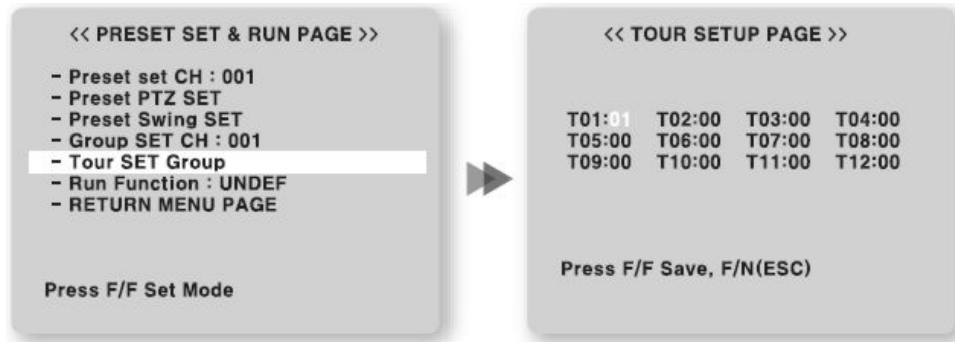 << PRESET SET & RUN PAGE >>
- Preset set CH : 001
- Preset PTZ SET
- Preset Swing SET
- Group SET CH : 001
- Tour SET Group
- Run Function : UNDEF
- RETURN MENU PAGE
Press F/F Set Mode
<< TOUR SETUP PAGE >>
T01:01 T02:00 T03:00 T04:00
T05:00 T06:00 T07:00 T08:00
T09:00 T10:00 T11:00 T12:00
Press F/F Save, F/N(ESC)